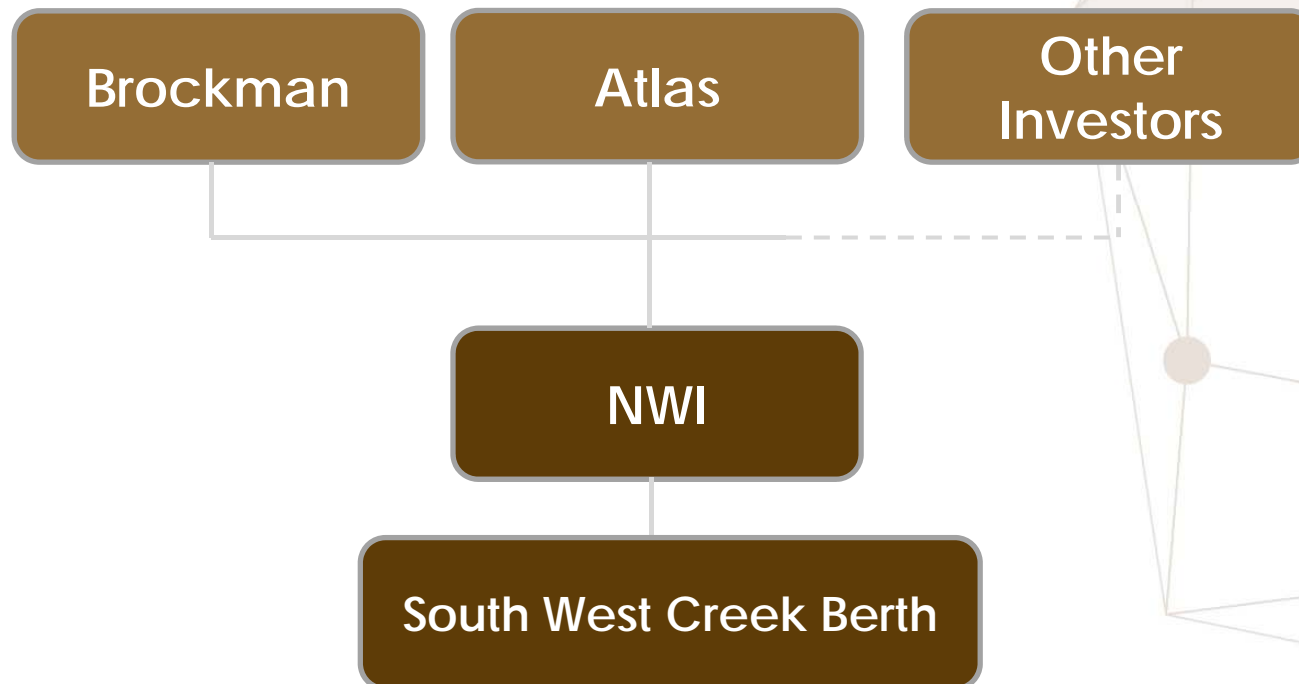 Brockman
Atlas
Other
Investors
NWI
South West Creek Berth